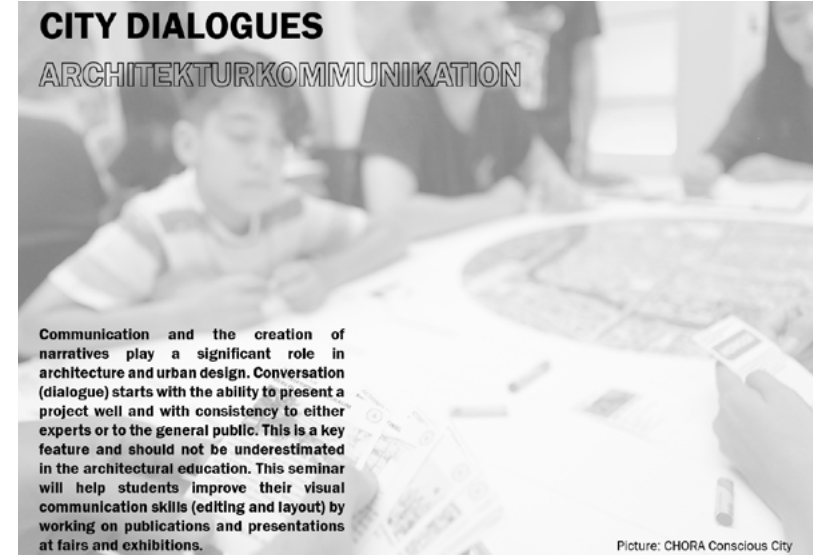 CITY DIALOGUES
ARCHITEKTURKOMMUNIKATION
Communication and the creation of
narratives play a significant role in
architecture and urban design. Conversation
(dialogue) starts with the ability to present a
project well and with consistency to either
experts or to the general public. This is a key
feature and should not be underestimated
in the architectural education. This seminar
will help students improve their visual
communication skills (editing and layout) by
working on publications and presentations
at fairs and exhibitions.
Picture: CHORA Conscious City